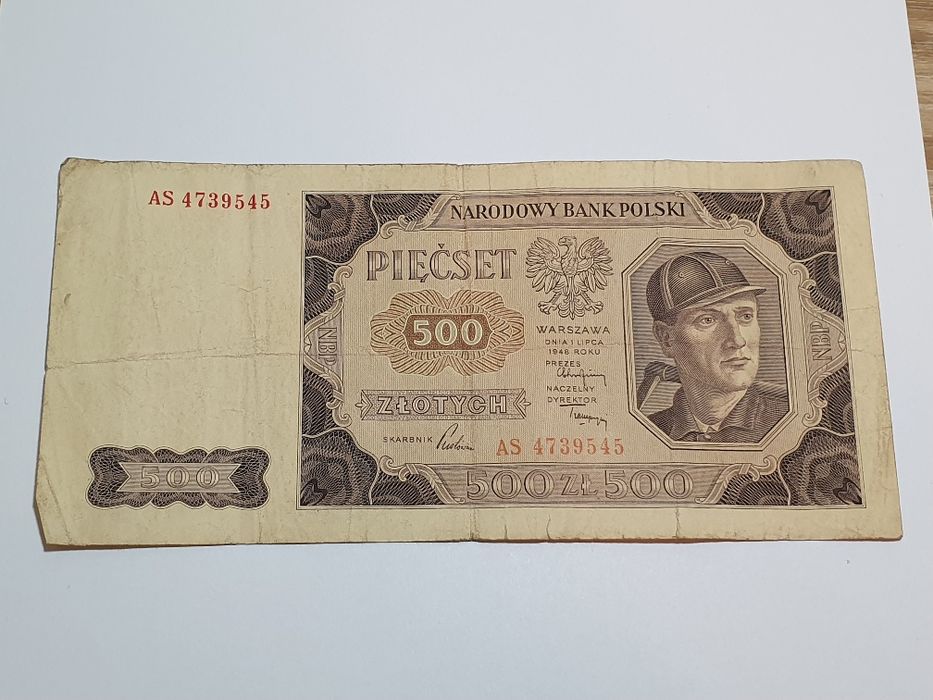 AS 4739545
NARODOWY BANK POLSKI
PIĘĆSET
500
WARSZAWA
DNIA 1 LIPCA
1948 ROKU
PREZES
NACZELNY
DYREKTOR
ZŁOTYCH
SKARBNIK
AS 4739545
NBP
NBP
500
500 ZŁ 500